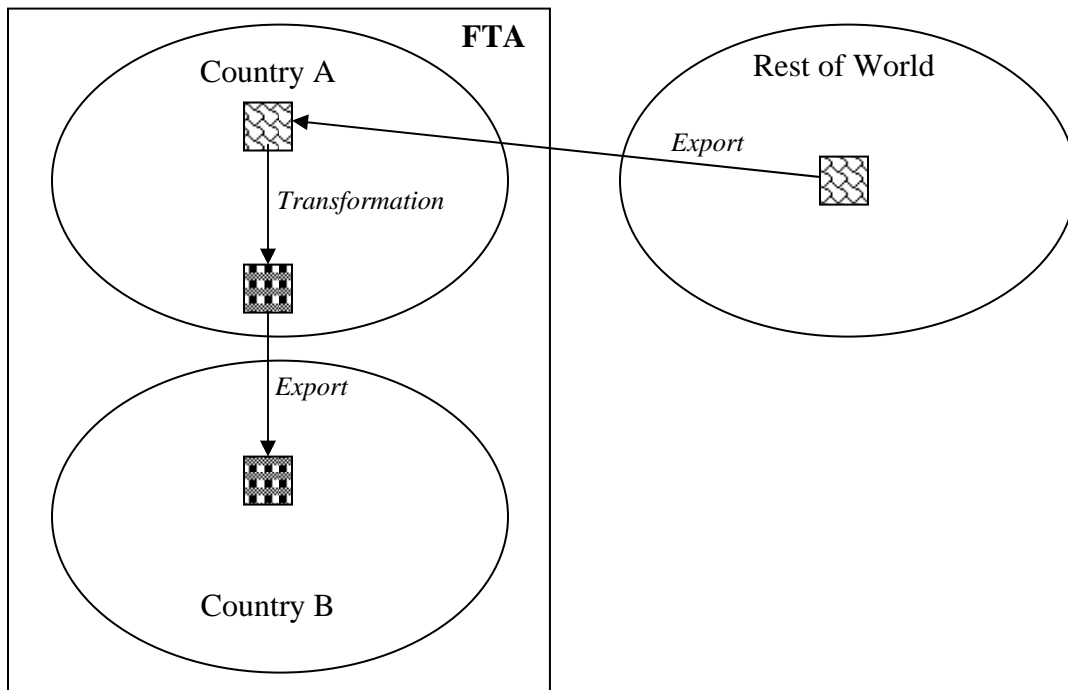 FTA
Country A
Rest of World
Export
Transformation
Export
Country B